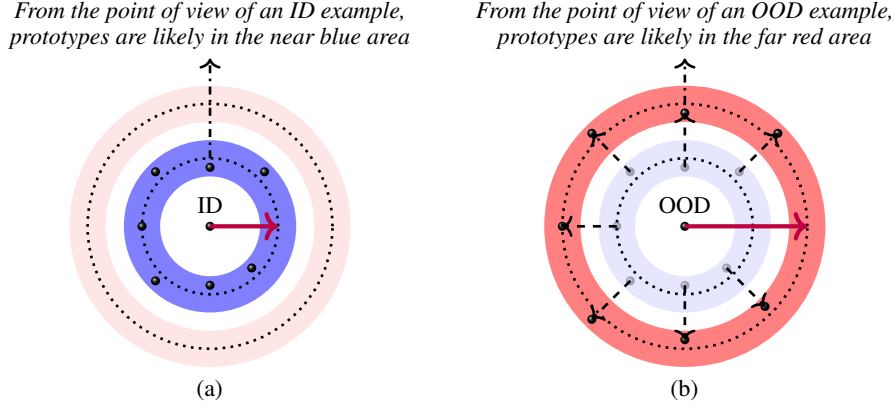 From the point of view of an ID example,
prototypes are likely in the near blue area
From the point of view of an OOD example,
prototypes are likely in the far red area
ID
OOD
(a)
(b)